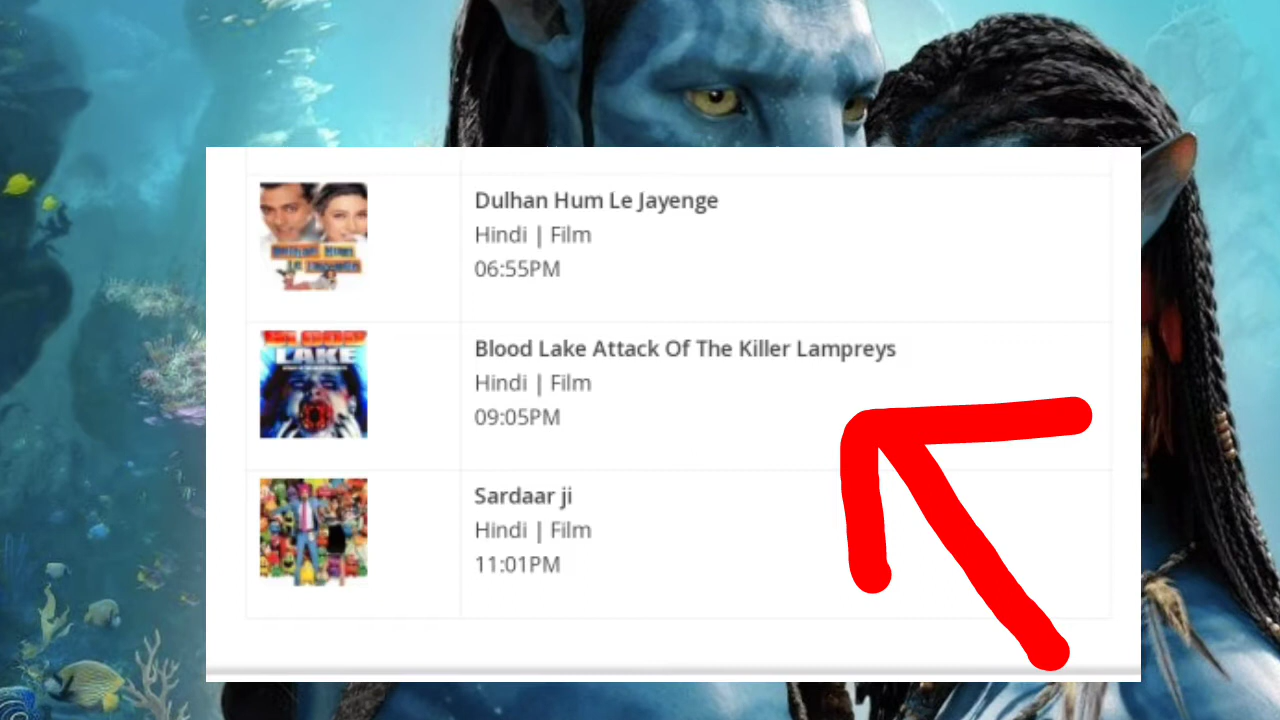 Dulhan Hum Le Jayenge
Hindi | Film
06:55PM
LAKE
Blood Lake Attack Of The Killer Lampreys
Hindi | Film
09:05PM
Sardaar ji
Hindi | Film
11:01PM